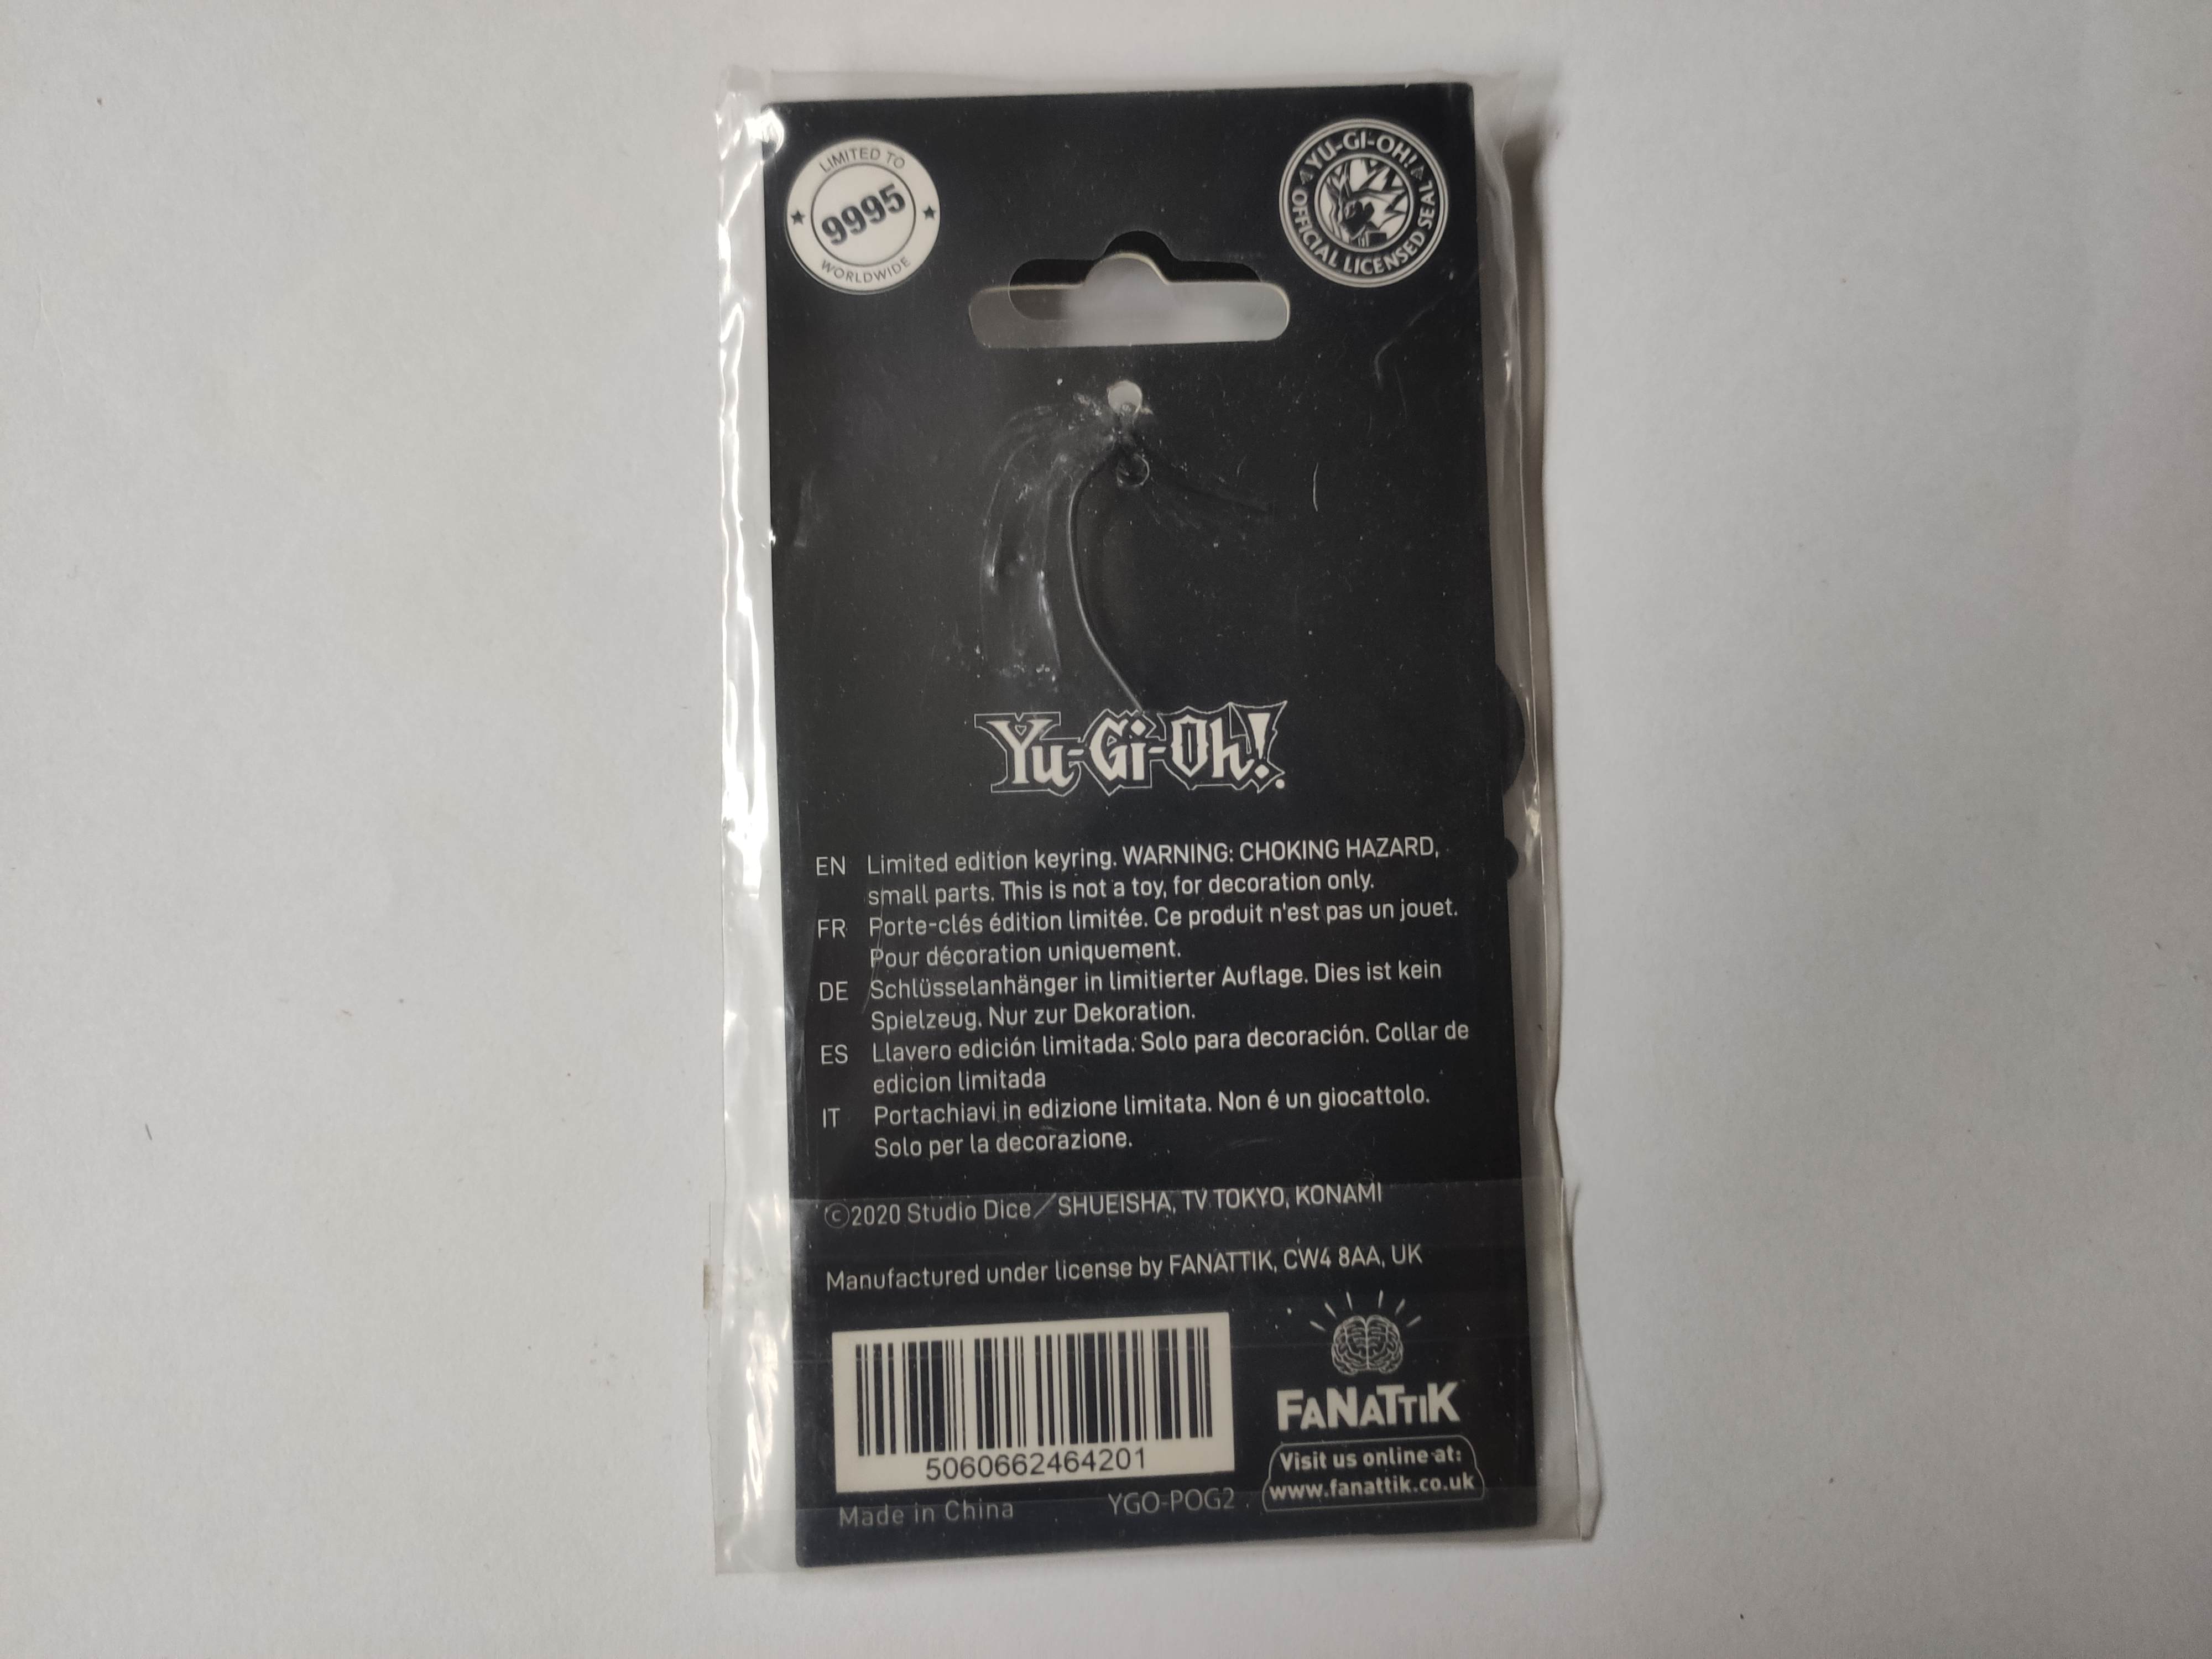 LIMITED TO
9995
WORLDWIDE
YU-GI-OH!
OFFICIAL LICENSED SEAL
Yu-Gi-Oh!
EN Limited edition keyring. WARNING: CHOKING HAZARD,
small parts. This is not a toy, for decoration only.
FR Porte-clés édition limitée. Ce produit n'est pas un jouet.
Pour décoration uniquement.
DE Schlüsselanhänger in limitierter Auflage. Dies ist kein
Spielzeug, Nur zur Dekoration.
ES Llavero edición limitada. Solo para decoración. Collar de
edicion limitada
IT Portachiavi in edizione limitata. Non é un giocattolo.
Solo per la decorazione.
©2020 Studio Dice／SHUEISHA, TV TOKYO, KONAMI
Manufactured under license by FANATTIK, CW4 8AA, UK
5060662464201
Made in China YGO-POG2
FANATTIK
Visit us online at:
www.fanattik.co.uk